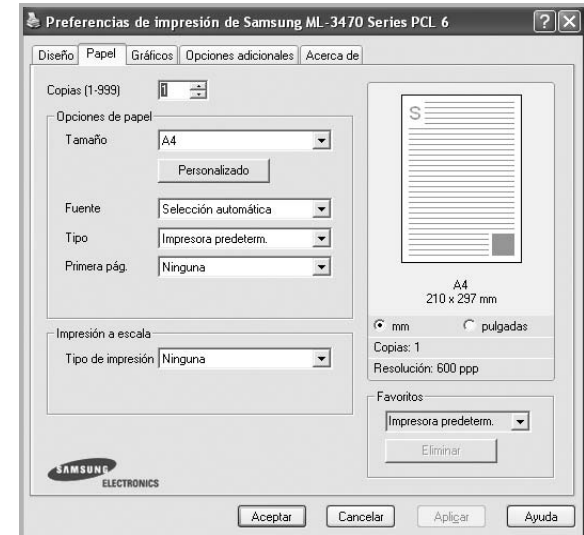 Preferencias de impresión de Samsung ML-3470 Series PCL 6
Diseño Papel Gráficos Opciones adicionales Acerca de
Copias (1-999) 1
Opciones de papel
Tamaño A4
Personalizado
Fuente Selección automática
Tipo Impresora predeterm.
Primera pág. Ninguna
Impresión a escala
Tipo de impresión Ninguna
SAMSUNG
ELECTRONICS
S
A4
210 x 297 mm
mm pulgadas
Copias: 1
Resolución: 600 ppp
Favoritos
Impresora predeterm.
Eliminar
Aceptar Cancelar Aplicar Ayuda